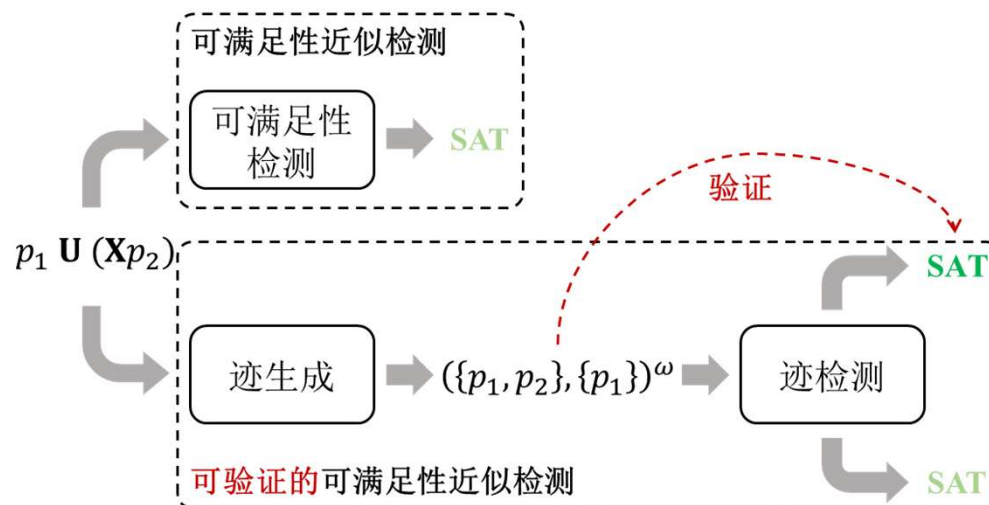 可满足性近似检测
可满足性
检测
SAT
验证
p₁ U (Xp₂)
SAT
迹生成
({p₁, p₂}, {p₁})^ω
迹检测
可验证的可满足性近似检测
SAT